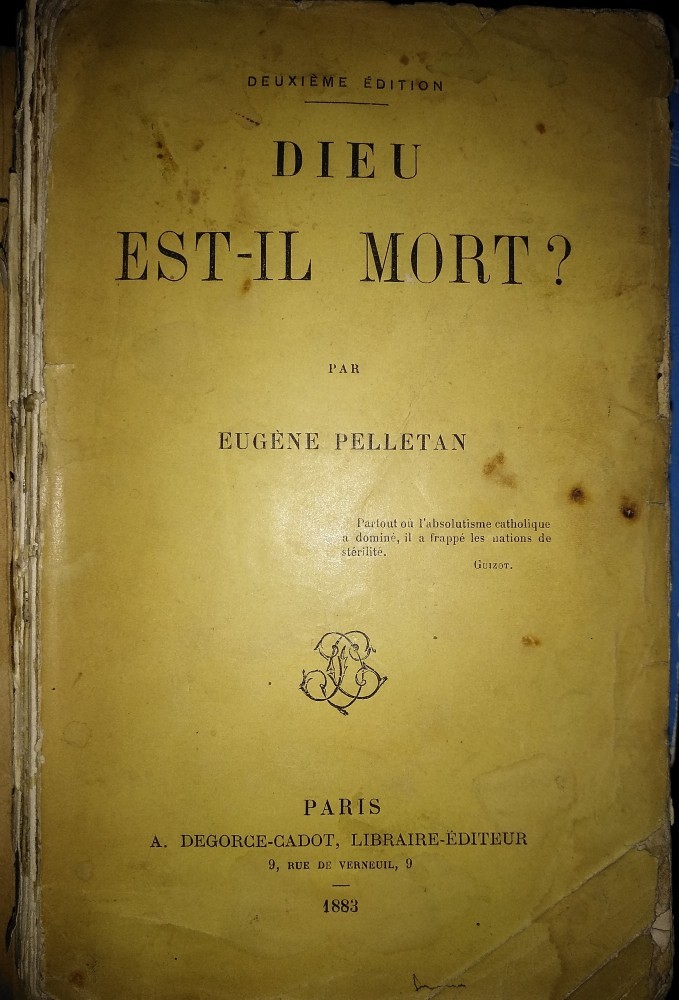 DEUXIÈME ÉDITION
DIEU
EST-IL MORT ?
PAR
EUGÈNE PELLETAN
Partout où l'absolutisme catholique
a dominé, il a frappé les nations de
stérilité.
GUIZOT.
PARIS
A. DEGORCE-CADOT, LIBRAIRE-ÉDITEUR
9, RUE DE VERNEUIL, 9
1883